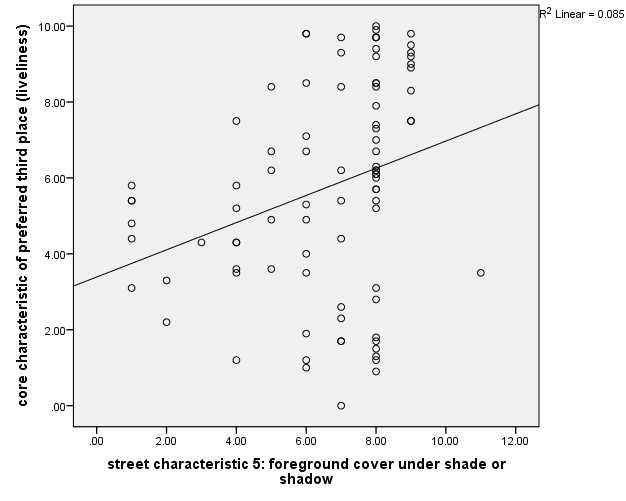 R2 Linear = 0.085
core characteristic of preferred third place (liveliness)
10.00
8.00
6.00
4.00
2.00
.00
.00 2.00 4.00 6.00 8.00 10.00 12.00
street characteristic 5: foreground cover under shade or
shadow